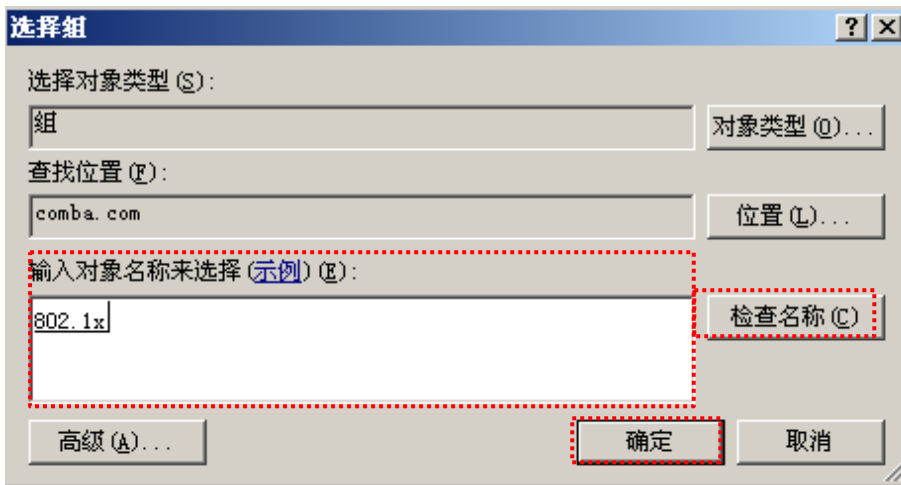 选择组
选择对象类型(S):
组
对象类型(O)...
查找位置(F):
comba.com
位置(L)...
输入对象名称来选择(示例)(E):
802.1x
检查名称(C)
高级(A)...
确定
取消